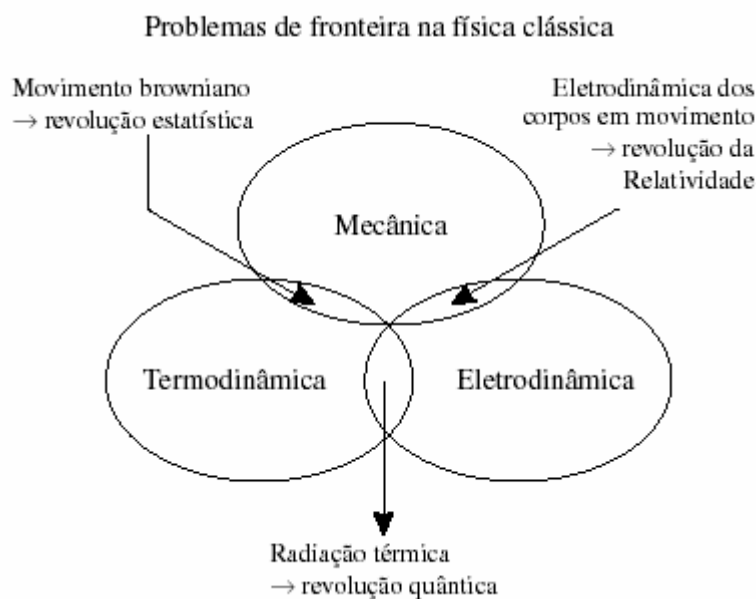 Problemas de fronteira na física clássica
Movimento browniano
→ revolução estatística
Eletrodinâmica dos
corpos em movimento
→ revolução da
Relatividade
Mecânica
Termodinâmica
Eletrodinâmica
Radiação térmica
→ revolução quântica